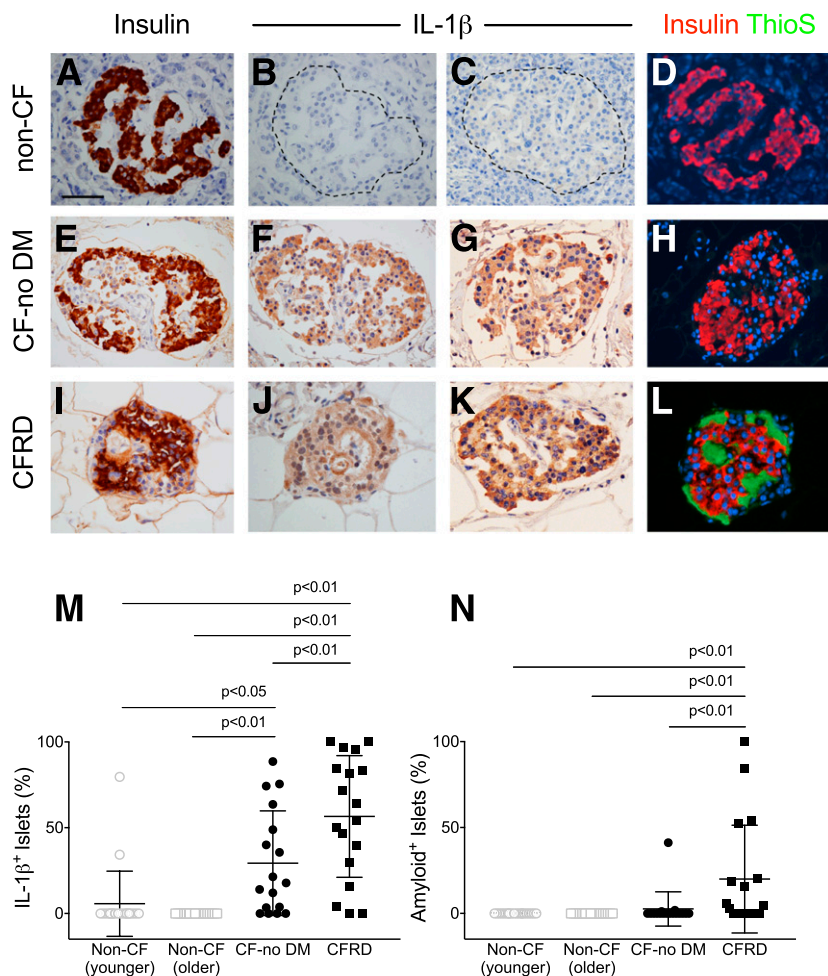 Insulin IL-1β Insulin ThioS
non-CF
A B C D
CF-no DM
E F G H
CFRD
I J K L
M
p<0.01
p<0.01
p<0.01
p<0.05
p<0.01
IL-1β+ Islets (%)
100
50
0
Non-CF (younger)
Non-CF (older)
CF-no DM
CFRD
N
p<0.01
p<0.01
p<0.01
Amyloid+ Islets (%)
100
50
0
Non-CF (younger)
Non-CF (older)
CF-no DM
CFRD